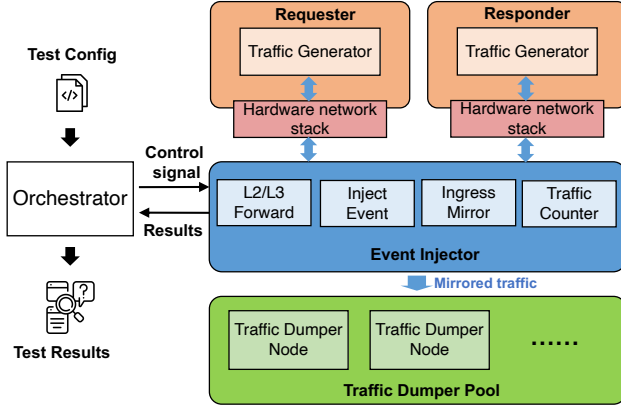 Requester
Responder
Traffic Generator
Traffic Generator
Test Config
</>
Hardware network
stack
Hardware network
stack
Control
signal
Orchestrator
Results
L2/L3
Forward
Inject
Event
Ingress
Mirror
Traffic
Counter
Event Injector
Mirrored traffic
?
Test Results
Traffic Dumper
Node
Traffic Dumper
Node
......
Traffic Dumper Pool